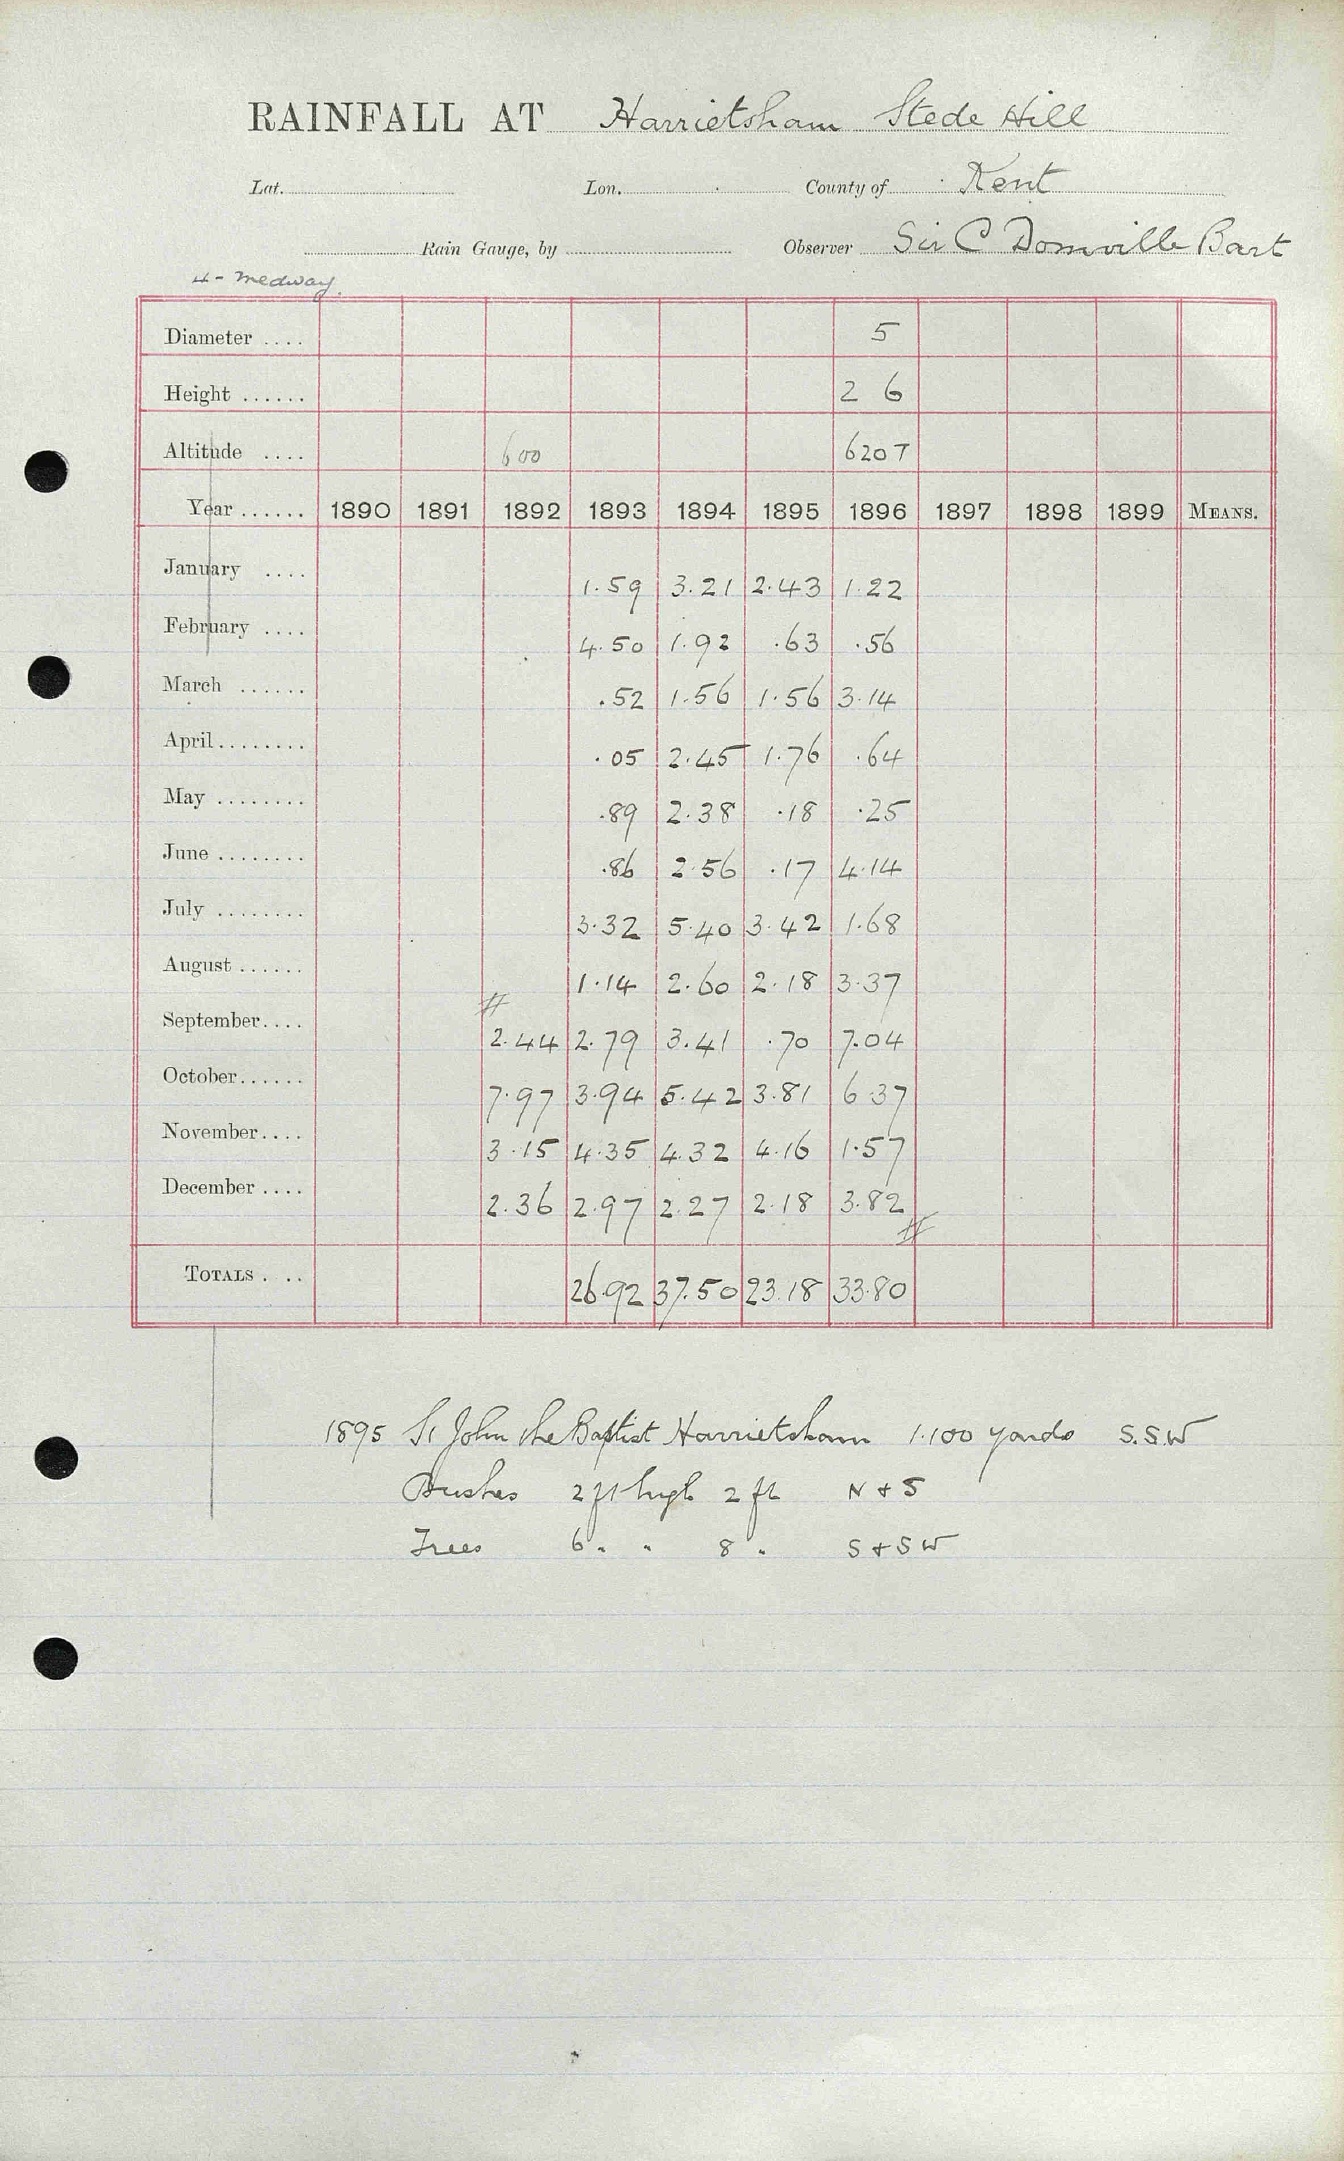 RAINFALL AT Harrietsham Stede Hill
Lat. Lon. County of Kent
Rain Gauge, by Observer Sir C Domville Bart
4 - Medway.
Diameter .... 5
Height ...... 2 6
Altitude .... 600 620 T
Year ...... 1890 1891 1892 1893 1894 1895 1896 1897 1898 1899 MEANS.
January .... 1.59 3.21 2.43 1.22
February .... 4.50 1.92 .63 .56
March ...... .52 1.56 1.56 3.14
April ........ .05 2.45 1.76 .64
May ........ .89 2.38 .18 .25
June ........ .86 2.56 .17 4.14
July ........ 3.32 5.40 3.42 1.68
August ...... 1.14 2.60 2.18 3.37
September .... # 2.44 2.79 3.41 .70 7.04
October ...... 7.97 3.94 5.42 3.81 6.37
November .... 3.15 4.35 4.32 4.16 1.57
December .... 2.36 2.97 2.27 2.18 3.82 #
TOTALS . .. 26.92 37.50 23.18 33.80
1895 St John the Baptist Harrietsham 1.100 yards S.S.W
Bushes 2 ft high 2 ft N & S
Trees 6 " " 8 " S & S W